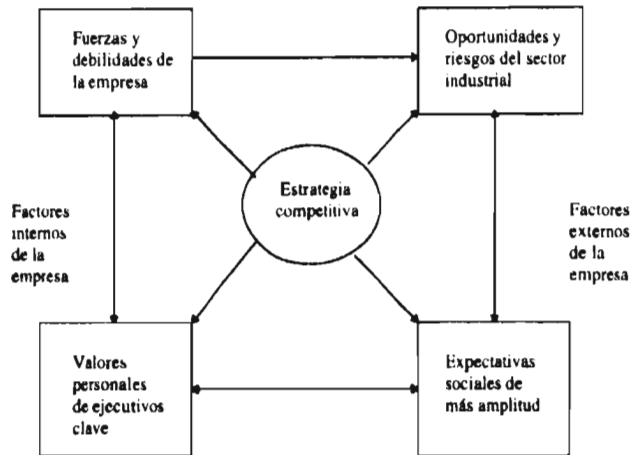 Fuerzas y
debilidades de
la empresa
Oportunidades y
riesgos del sector
industrial
Estrategia
competitiva
Factores
internos
de la
empresa
Factores
externos
de la
empresa
Valores
personales
de ejecutivos
clave
Expectativas
sociales de
más amplitud